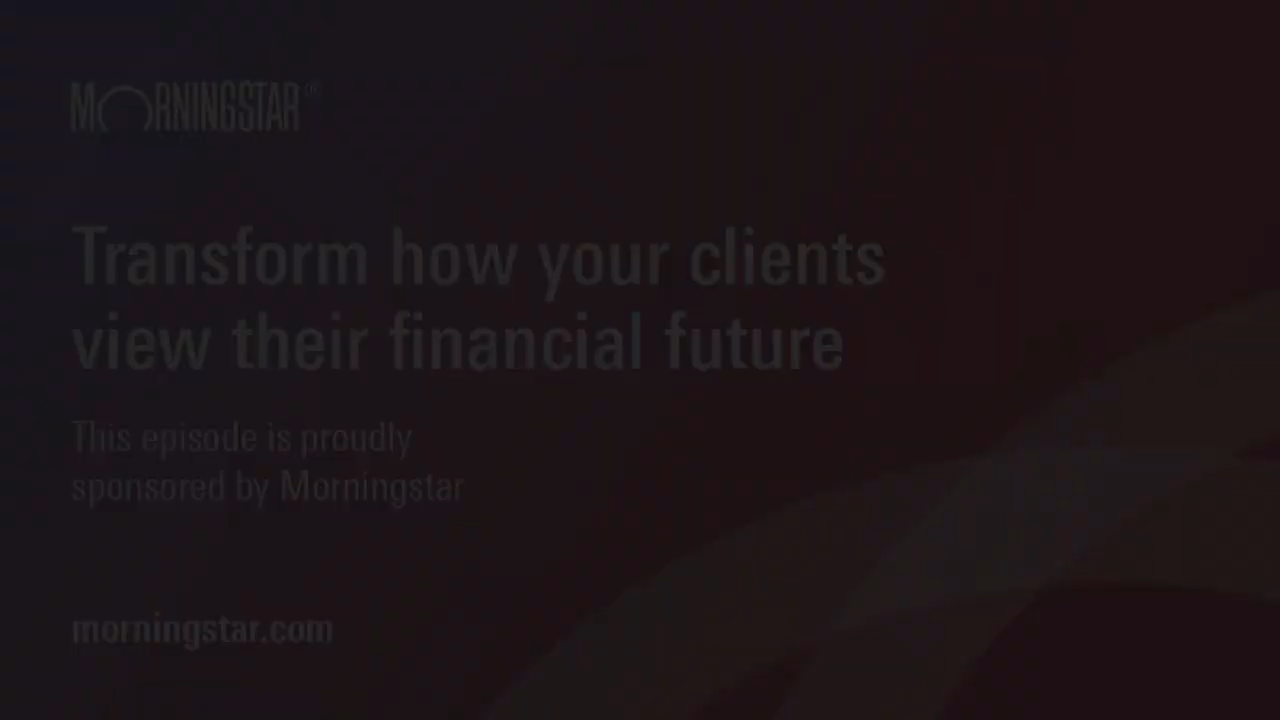 MORNINGSTAR®
Transform how your clients
view their financial future
This episode is proudly
sponsored by Morningstar
morningstar.com